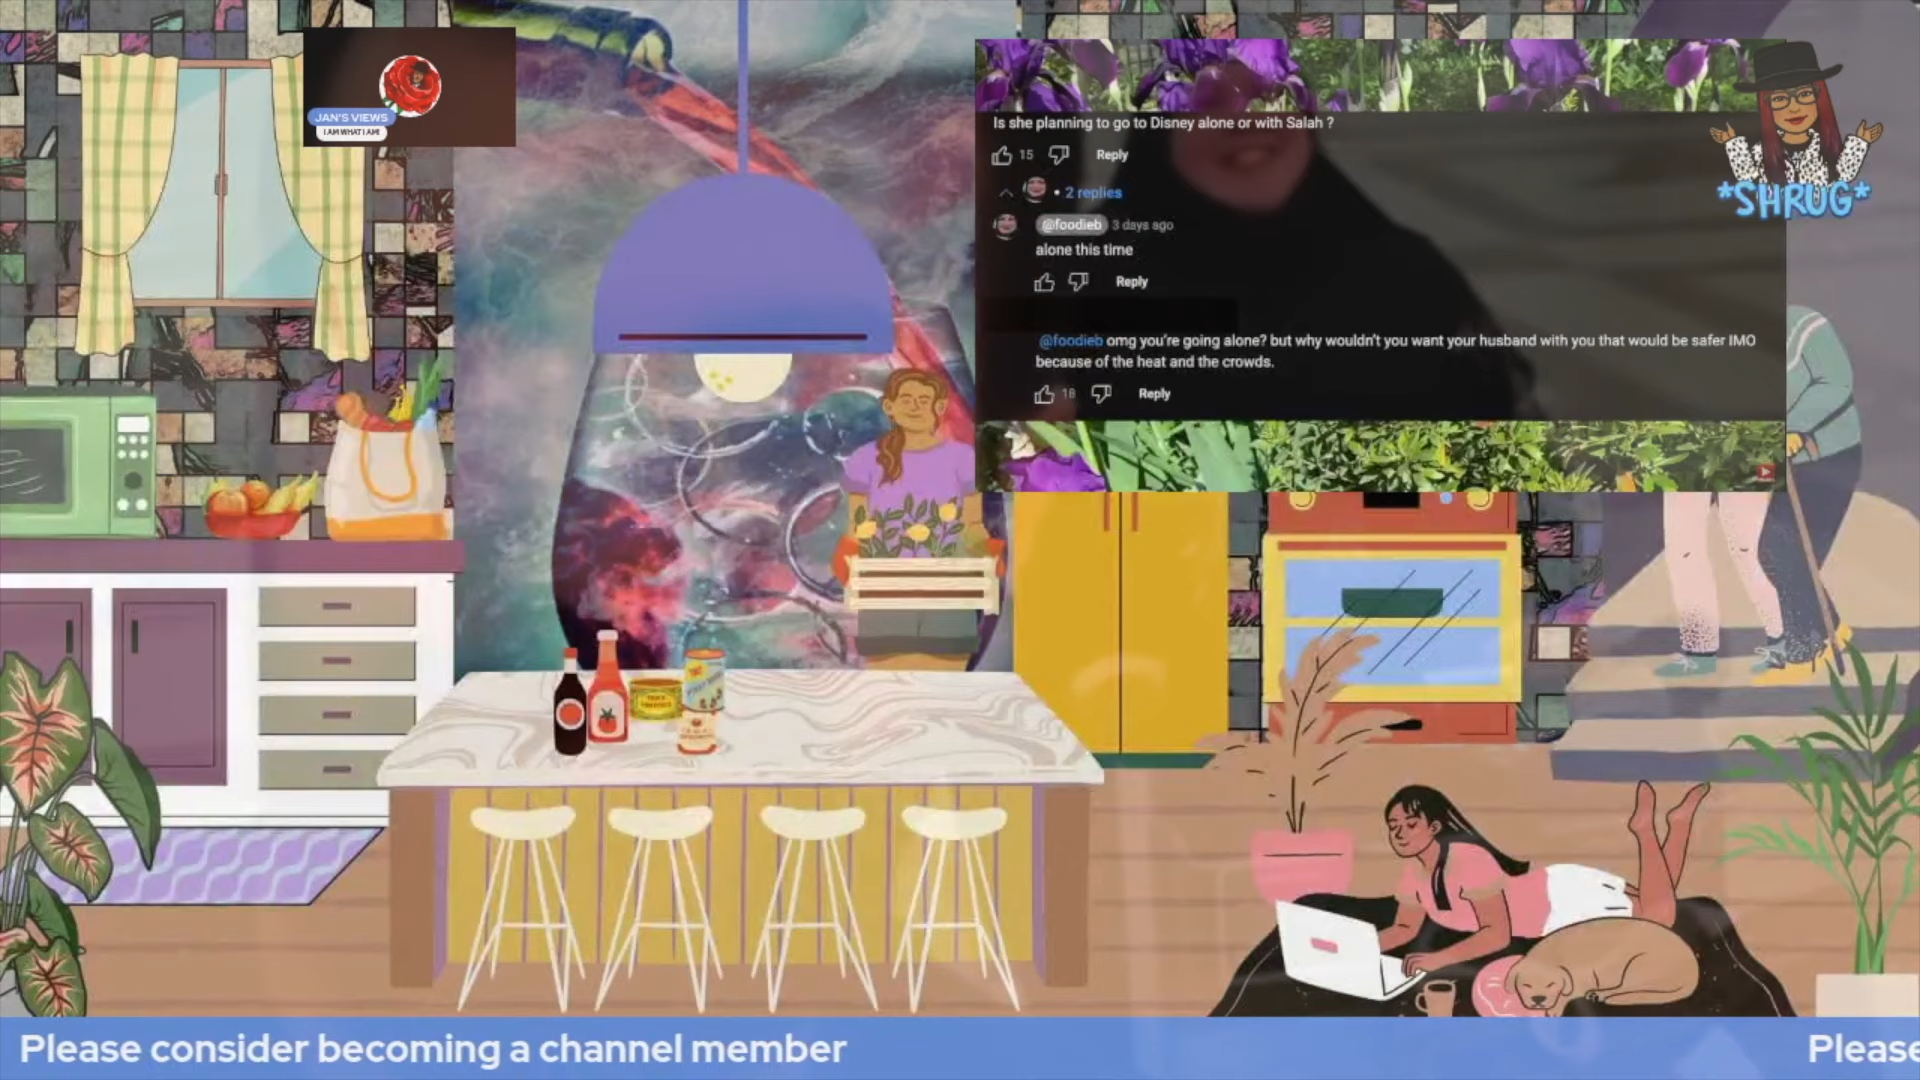 JAN'S VIEWS
I AM WHAT I AM!
Is she planning to go to Disney alone or with Salah ?
15 Reply
• 2 replies
@foodieb 3 days ago
alone this time
Reply
@foodieb omg you're going alone? but why wouldn't you want your husband with you that would be safer IMO
because of the heat and the crowds.
18 Reply
*SHRUG*
Please consider becoming a channel member
Please